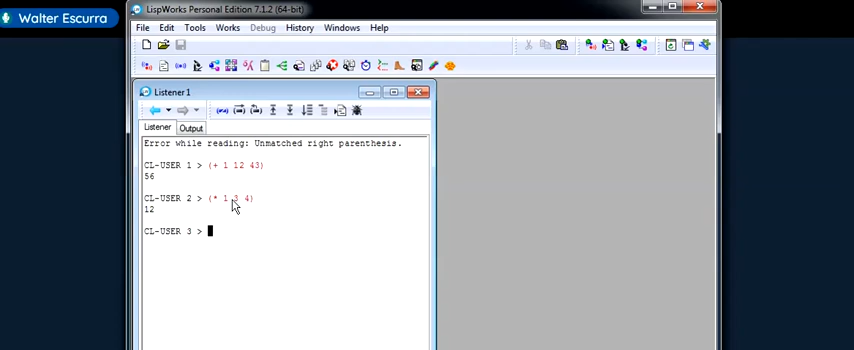 Walter Escurra
LispWorks Personal Edition 7.1.2 (64-bit)
File Edit Tools Works Debug History Windows Help
Listener 1
Listener Output
Error while reading: Unmatched right parenthesis.
CL-USER 1 > (+ 1 12 43)
56
CL-USER 2 > (* 1 3 4)
12
CL-USER 3 >